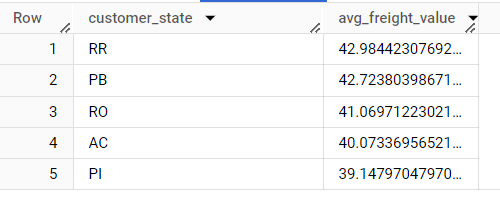 Row customer_state avg_freight_value
1 RR 42.98442307692...
2 PB 42.72380398671...
3 RO 41.06971223021...
4 AC 40.07336956521...
5 PI 39.14797047970...